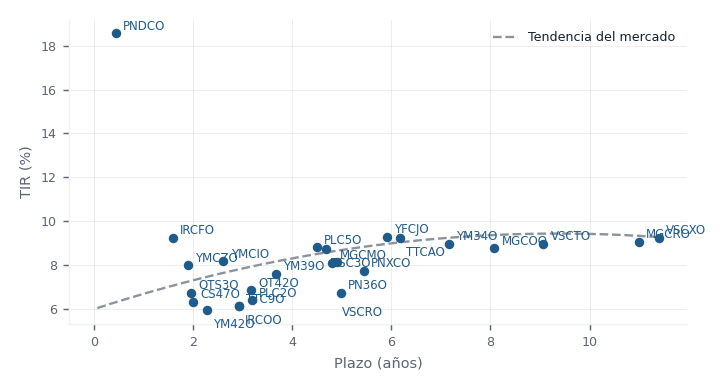 PNDCO
Tendencia del mercado
18
16
14
12
10
8
6
TIR (%)
IRCFO
YMCZO
YMCIO
OTS3O
CS47O
YM42O
OT42O
PLC2O
TTC9O
IRCOO
YM39O
PLC5O
MGCMO
PNXCO
PN36O
VSCRO
YFCJO
TTCAO
YM34O
MGCOO
VSCTO
MGCRO
VSCXO
0
2
4
6
8
10
Plazo (años)